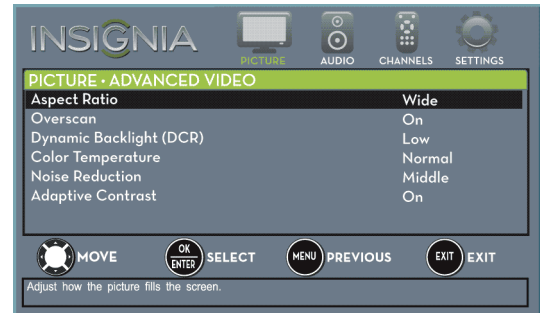 INSIGNIA
PICTURE AUDIO CHANNELS SETTINGS
PICTURE • ADVANCED VIDEO
Aspect Ratio Wide
Overscan On
Dynamic Backlight (DCR) Low
Color Temperature Normal
Noise Reduction Middle
Adaptive Contrast On
MOVE OK ENTER SELECT MENU PREVIOUS EXIT EXIT
Adjust how the picture fills the screen.